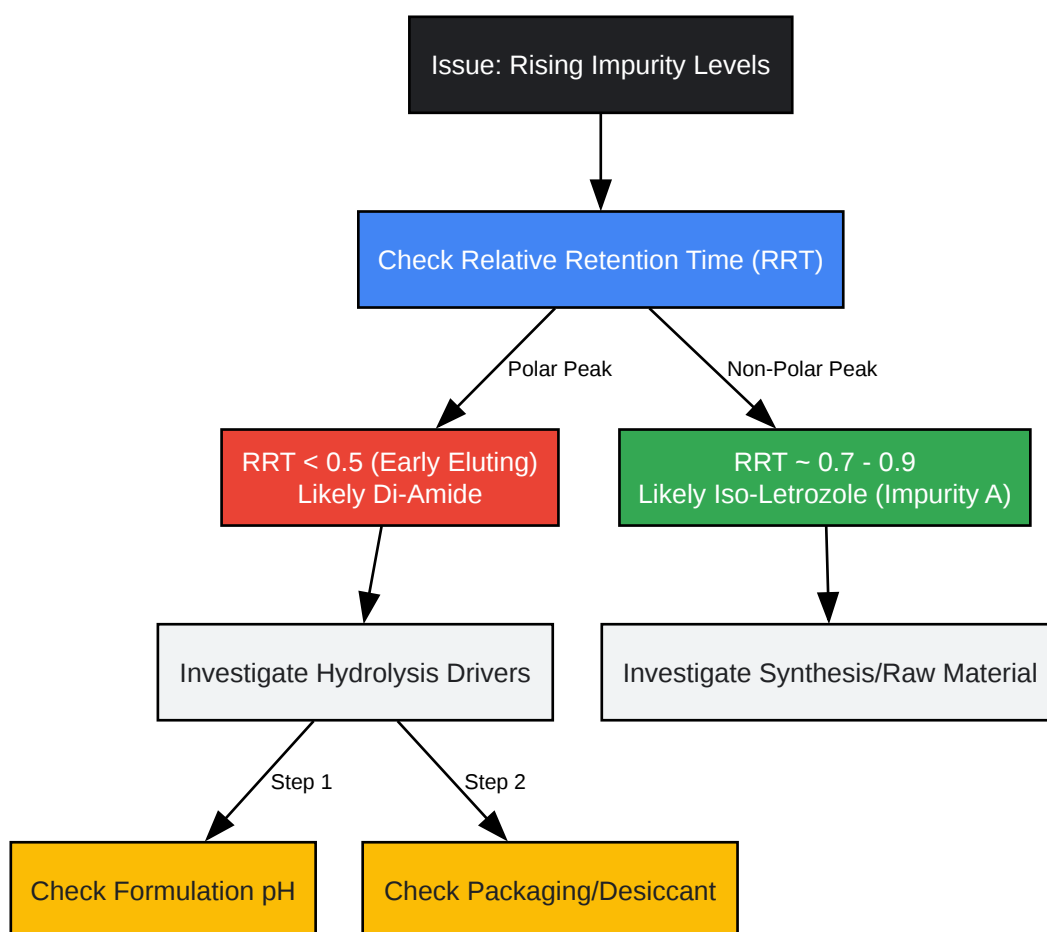 Issue: Rising Impurity Levels
Check Relative Retention Time (RRT)
Polar Peak
Non-Polar Peak
RRT < 0.5 (Early Eluting)
Likely Di-Amide
RRT ~ 0.7 - 0.9
Likely Iso-Letrozole (Impurity A)
Investigate Hydrolysis Drivers
Investigate Synthesis/Raw Material
Step 1
Step 2
Check Formulation pH
Check Packaging/Desiccant